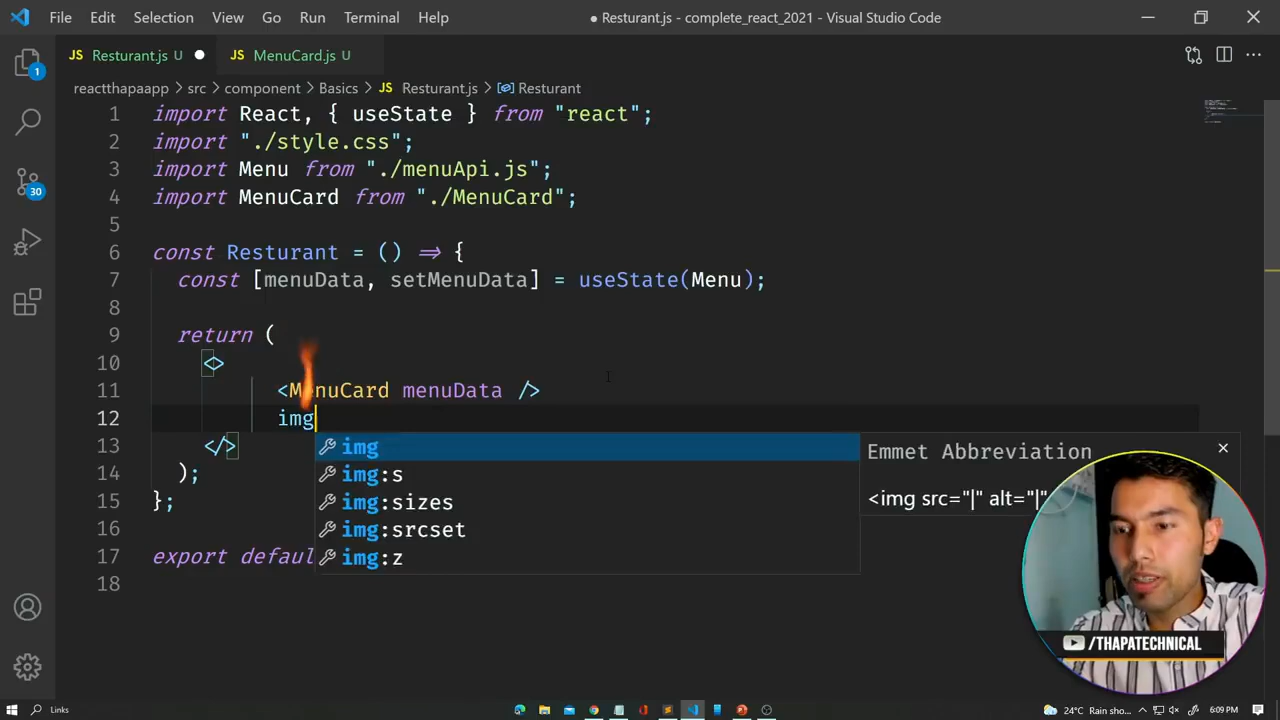 File Edit Selection View Go Run Terminal Help ● Resturant.js - complete_react_2021 - Visual Studio Code
JS Resturant.js U ● JS MenuCard.js U
reactthapaapp > src > component > Basics > JS Resturant.js > Resturant
1 import React, { useState } from "react";
2 import "./style.css";
3 import Menu from "./menuApi.js";
4 import MenuCard from "./MenuCard";
5
6 const Resturant = () => {
7 const [menuData, setMenuData] = useState(Menu);
8
9 return (
10 <>
11 <MenuCard menuData />
12 img
13 </>
14 );
15 };
16
17 export defaul
18
img
img:s
img:sizes
img:srcset
img:z
Emmet Abbreviation
<img src="|" alt="|"
1
30
/THAPATECHNICAL
Links
24°C Rain sho... 6:09 PM